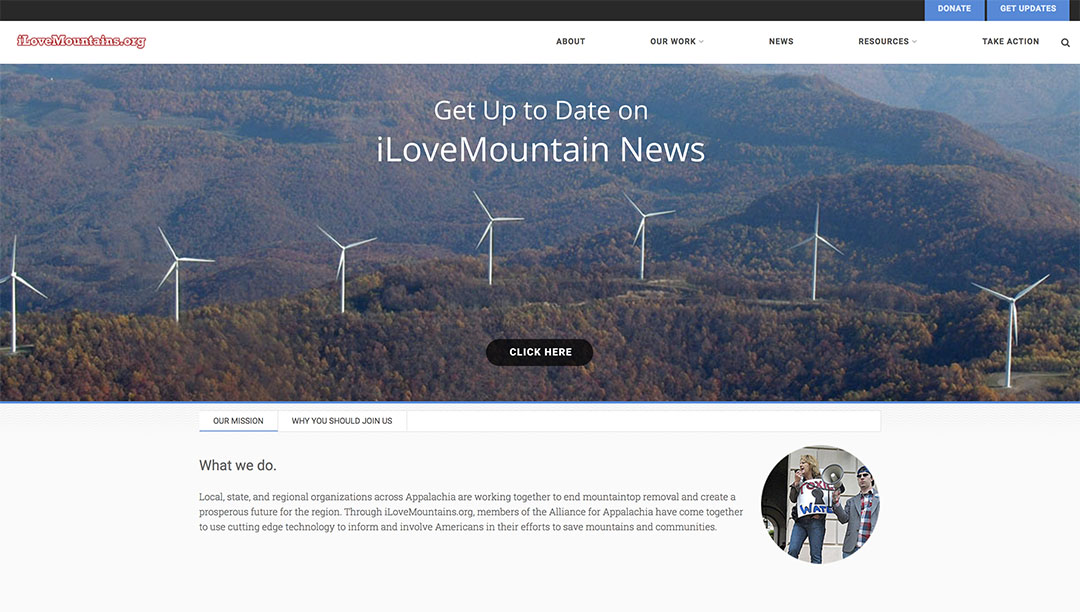 DONATE
GET UPDATES
iLoveMountains.org
ABOUT
OUR WORK
NEWS
RESOURCES
TAKE ACTION
Get Up to Date on
iLoveMountain News
CLICK HERE
OUR MISSION
WHY YOU SHOULD JOIN US
What we do.
Local, state, and regional organizations across Appalachia are working together to end mountaintop removal and create a
prosperous future for the region. Through iLoveMountains.org, members of the Alliance for Appalachia have come together
to use cutting edge technology to inform and involve Americans in their efforts to save mountains and communities.